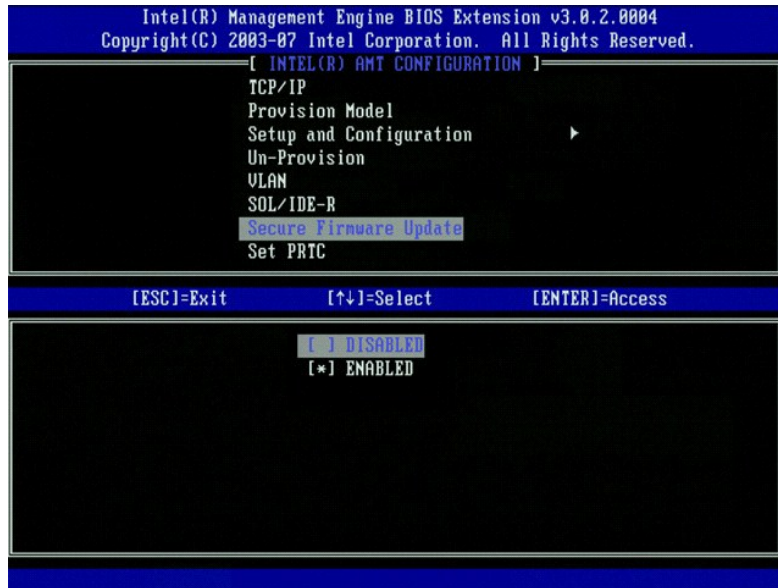 Intel(R) Management Engine BIOS Extension v3.0.2.0004
Copyright(C) 2003-07 Intel Corporation. All Rights Reserved.
[ INTEL(R) AMT CONFIGURATION ]
TCP/IP
Provision Model
Setup and Configuration ►
Un-Provision
VLAN
SOL/IDE-R
Secure Firmware Update
Set PRTC
[ESC]=Exit [↑↓]=Select [ENTER]=Access
[ ] DISABLED
[*] ENABLED